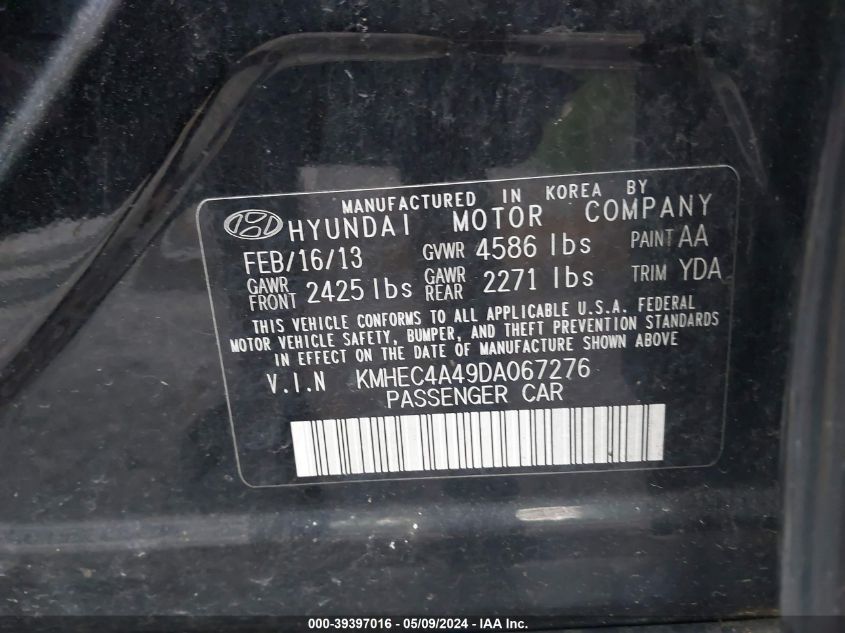 MANUFACTURED IN KOREA BY
HYUNDAI MOTOR COMPANY
FEB/16/13 GVWR 4586 lbs PAINT AA
GAWR FRONT 2425 lbs GAWR REAR 2271 lbs TRIM YDA
THIS VEHICLE CONFORMS TO ALL APPLICABLE U.S.A. FEDERAL
MOTOR VEHICLE SAFETY, BUMPER, AND THEFT PREVENTION STANDARDS
IN EFFECT ON THE DATE OF MANUFACTURE SHOWN ABOVE
V.I.N KMHEC4A49DA067276
PASSENGER CAR
000-39397016 - 05/09/2024 - IAA Inc.